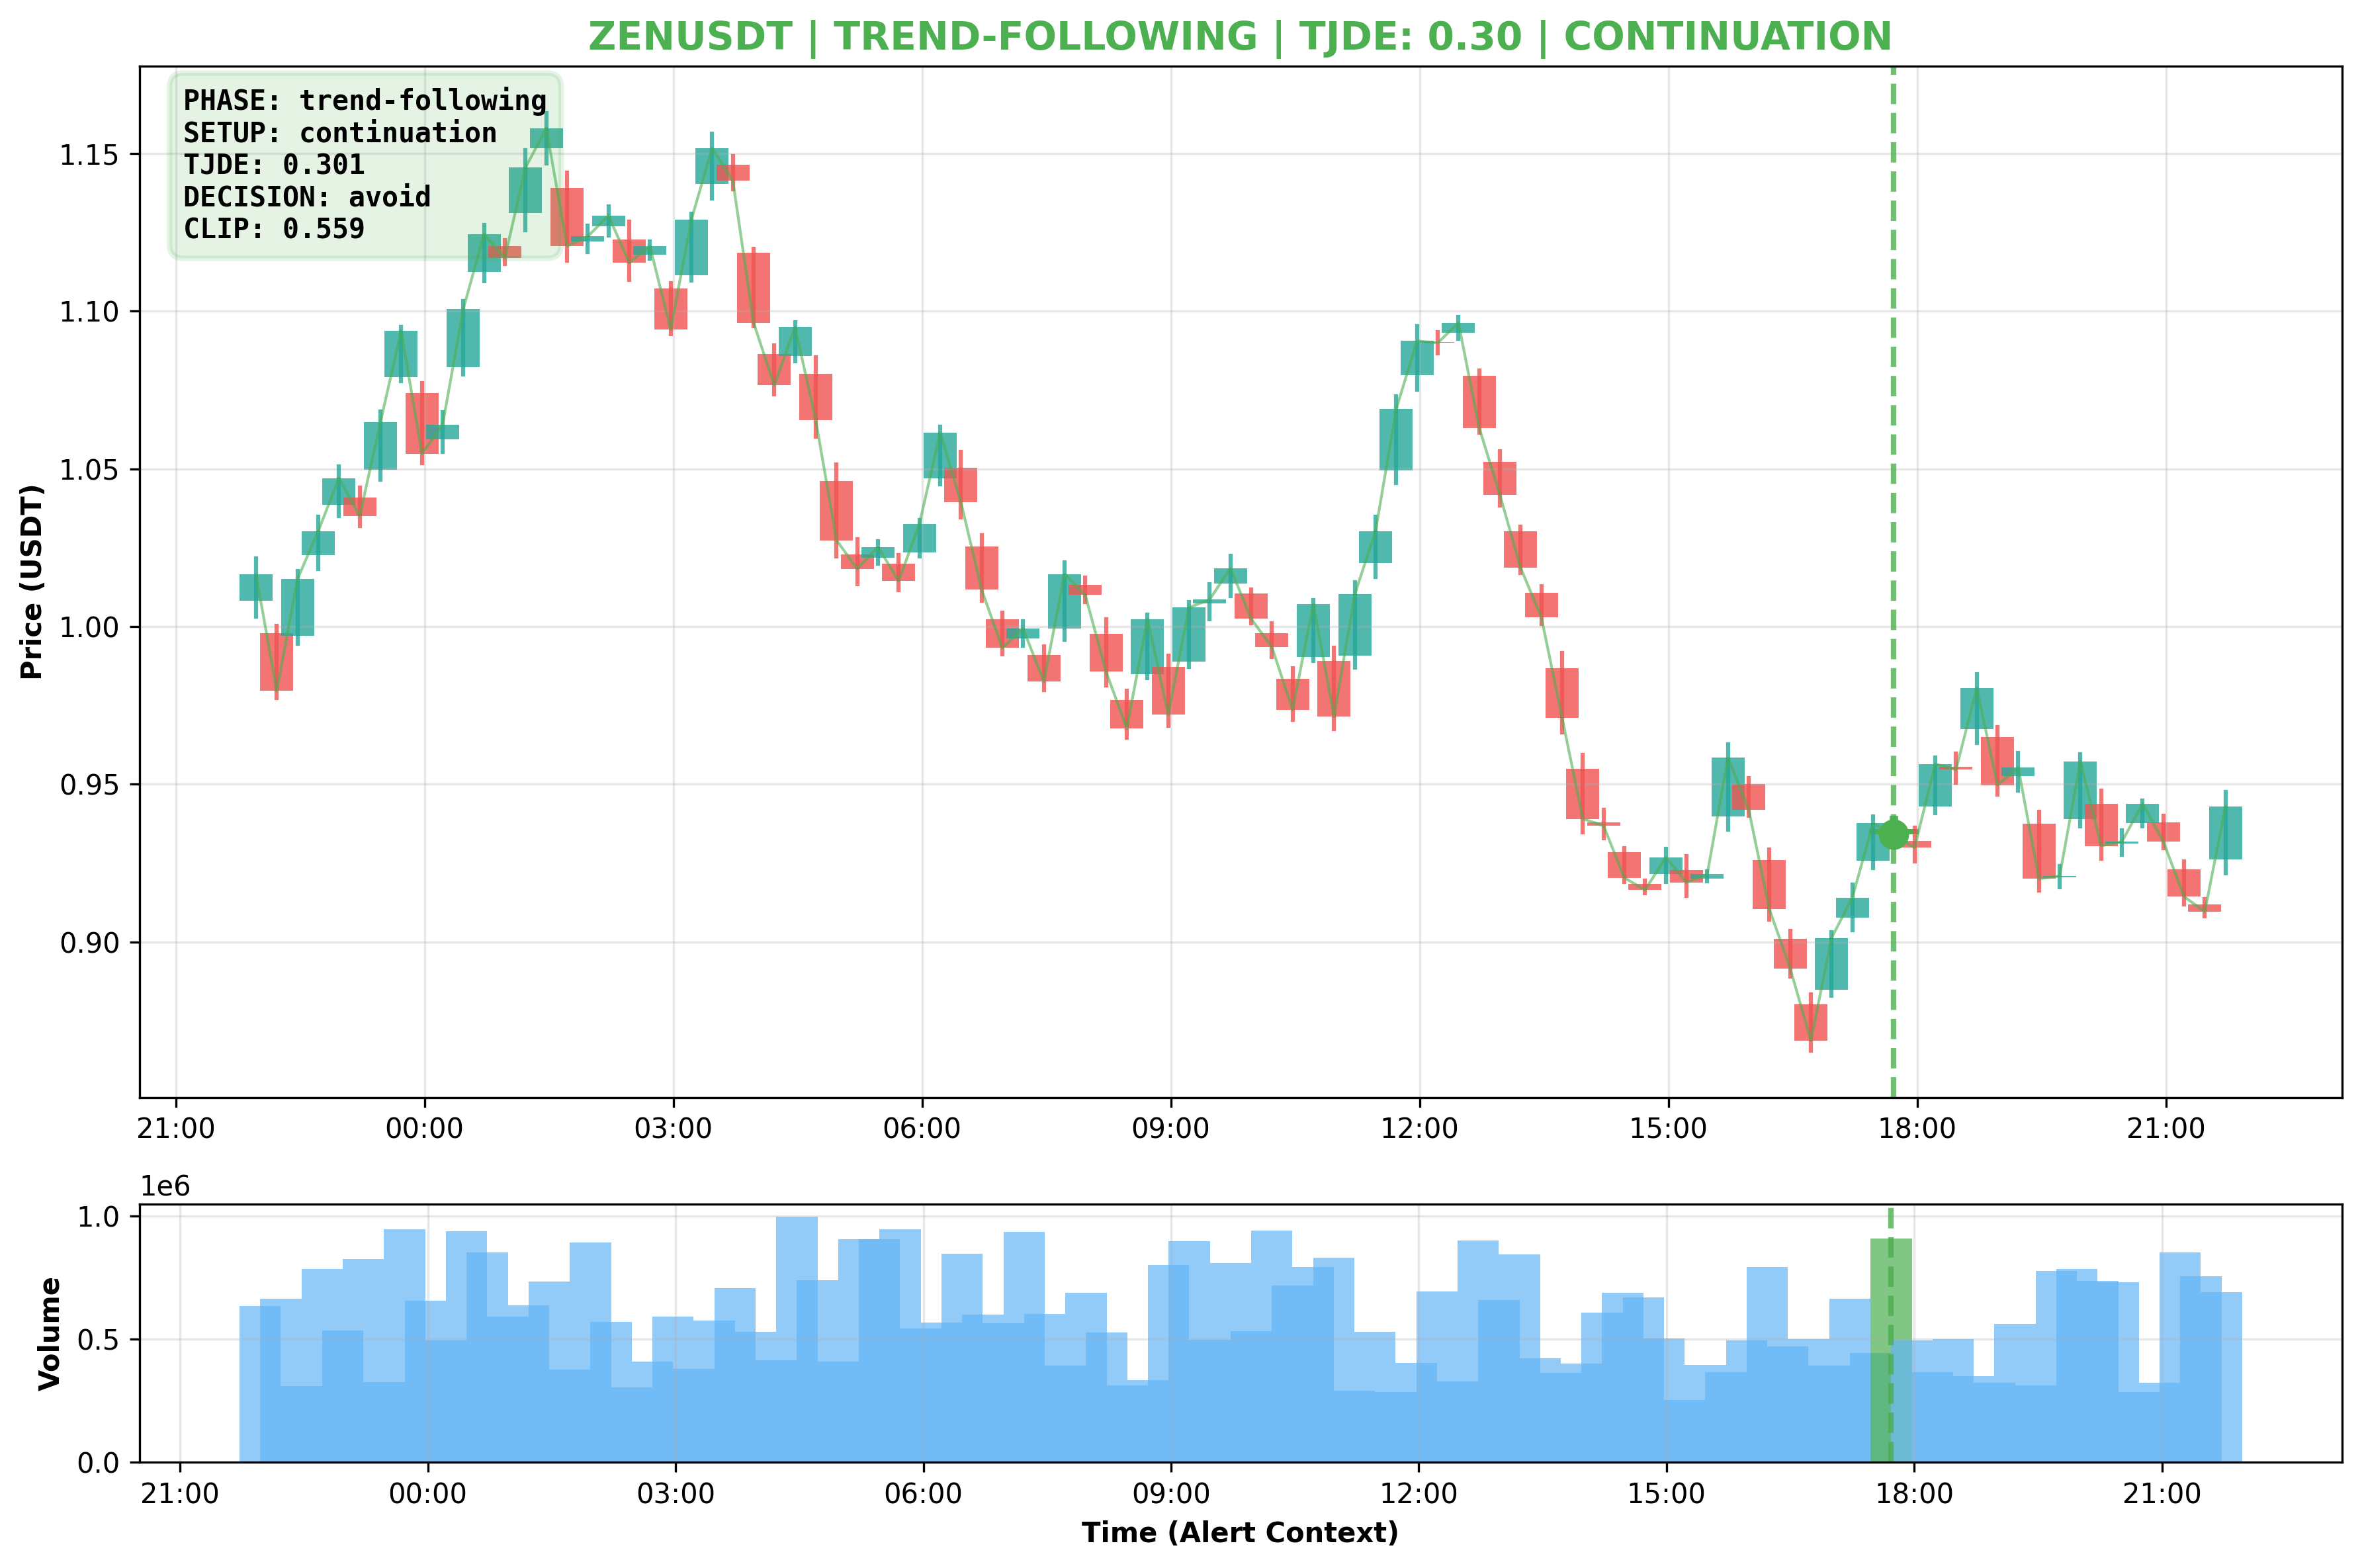 ZENUSDT | TREND-FOLLOWING | TJDE: 0.30 | CONTINUATION
PHASE: trend-following
SETUP: continuation
TJDE: 0.301
DECISION: avoid
CLIP: 0.559
Price (USDT)
1.15
1.10
1.05
1.00
0.95
0.90
21:00 00:00 03:00 06:00 09:00 12:00 15:00 18:00 21:00
1e6
Volume
1.0
0.5
0.0
21:00 00:00 03:00 06:00 09:00 12:00 15:00 18:00 21:00
Time (Alert Context)